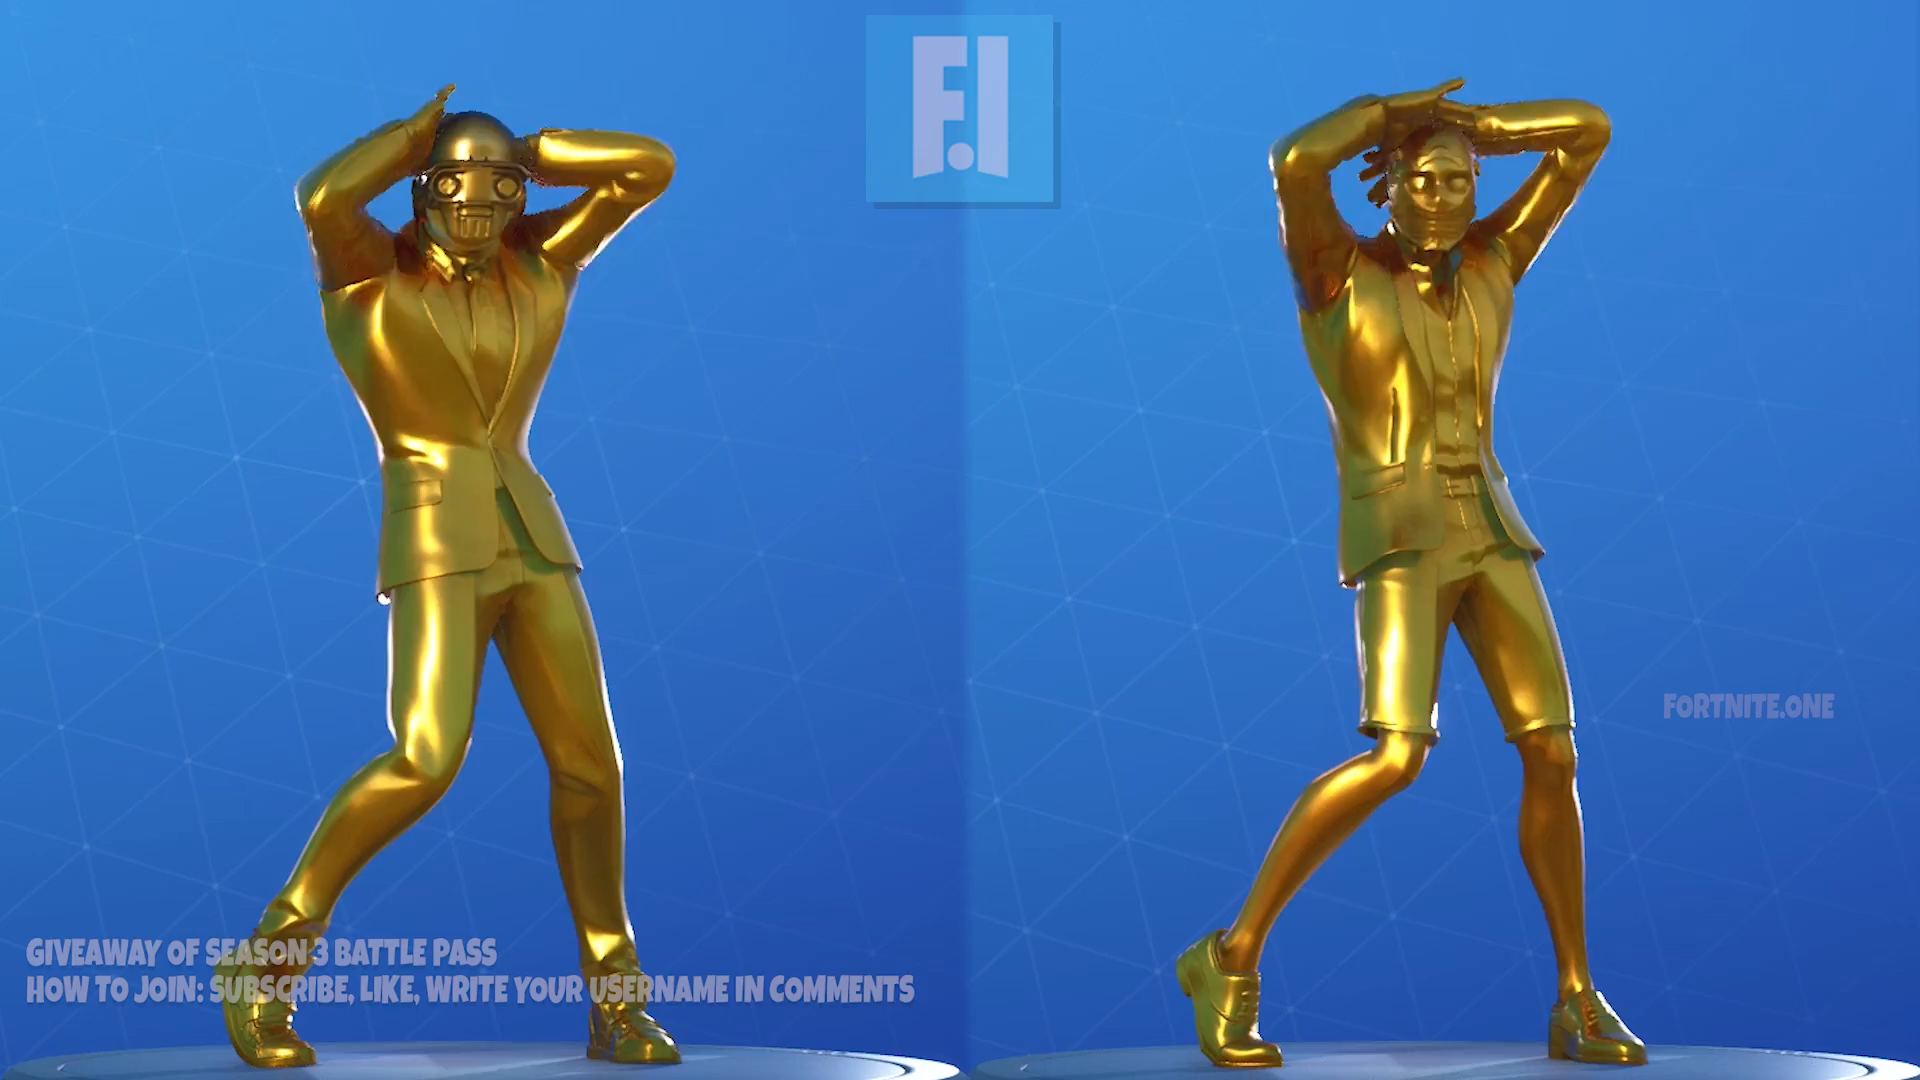 F.I
FORTNITE.ONE
GIVEAWAY OF SEASON 3 BATTLE PASS
HOW TO JOIN: SUBSCRIBE, LIKE, WRITE YOUR USERNAME IN COMMENTS